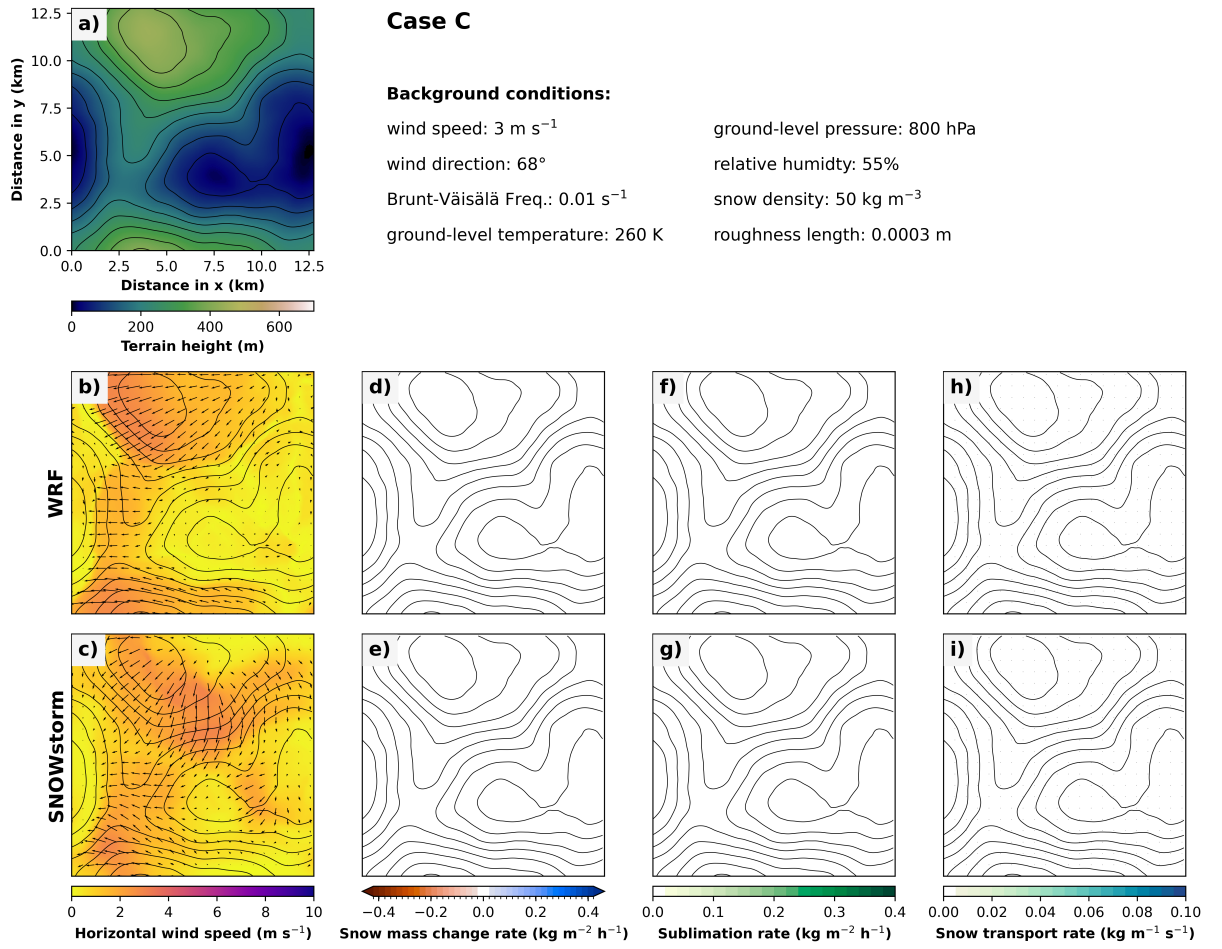 a)
12.5
10.0
7.5
5.0
2.5
0.0
Distance in y (km)
0.0 2.5 5.0 7.5 10.0 12.5
Distance in x (km)
0 200 400 600
Terrain height (m)
Case C
Background conditions:
wind speed: 3 m s⁻¹
wind direction: 68°
Brunt-Väisälä Freq.: 0.01 s⁻¹
ground-level temperature: 260 K
ground-level pressure: 800 hPa
relative humidty: 55%
snow density: 50 kg m⁻³
roughness length: 0.0003 m
WRF
b) d) f) h)
SNOWstorm
c) e) g) i)
0 2 4 6 8 10
Horizontal wind speed (m s⁻¹)
−0.4 −0.2 0.0 0.2 0.4
Snow mass change rate (kg m⁻² h⁻¹)
0.0 0.1 0.2 0.3 0.4
Sublimation rate (kg m⁻² h⁻¹)
0.00 0.02 0.04 0.06 0.08 0.10
Snow transport rate (kg m⁻¹ s⁻¹)